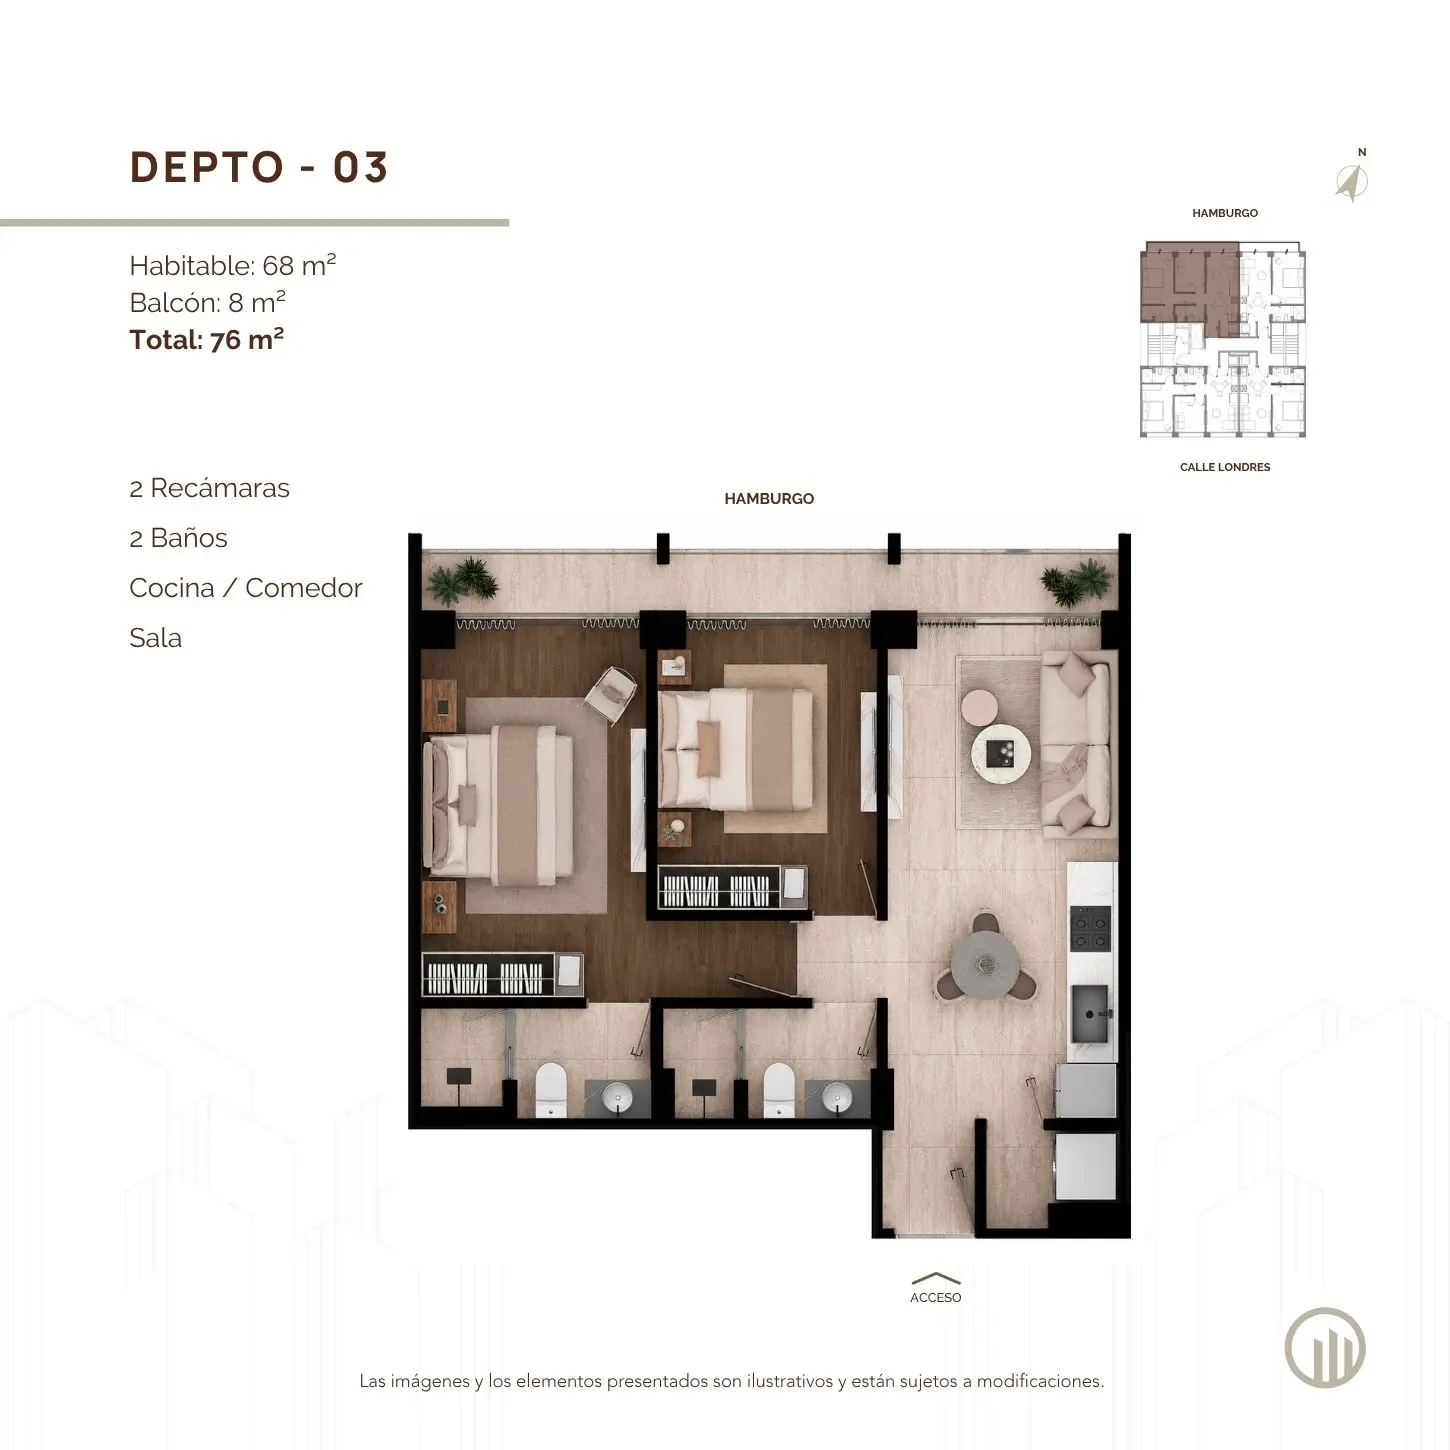 DEPTO - 03
Habitable: 68 m²
Balcón: 8 m²
Total: 76 m²
2 Recámaras
2 Baños
Cocina / Comedor
Sala
N
HAMBURGO
CALLE LONDRES
HAMBURGO
ACCESO
Las imágenes y los elementos presentados son ilustrativos y están sujetos a modificaciones.